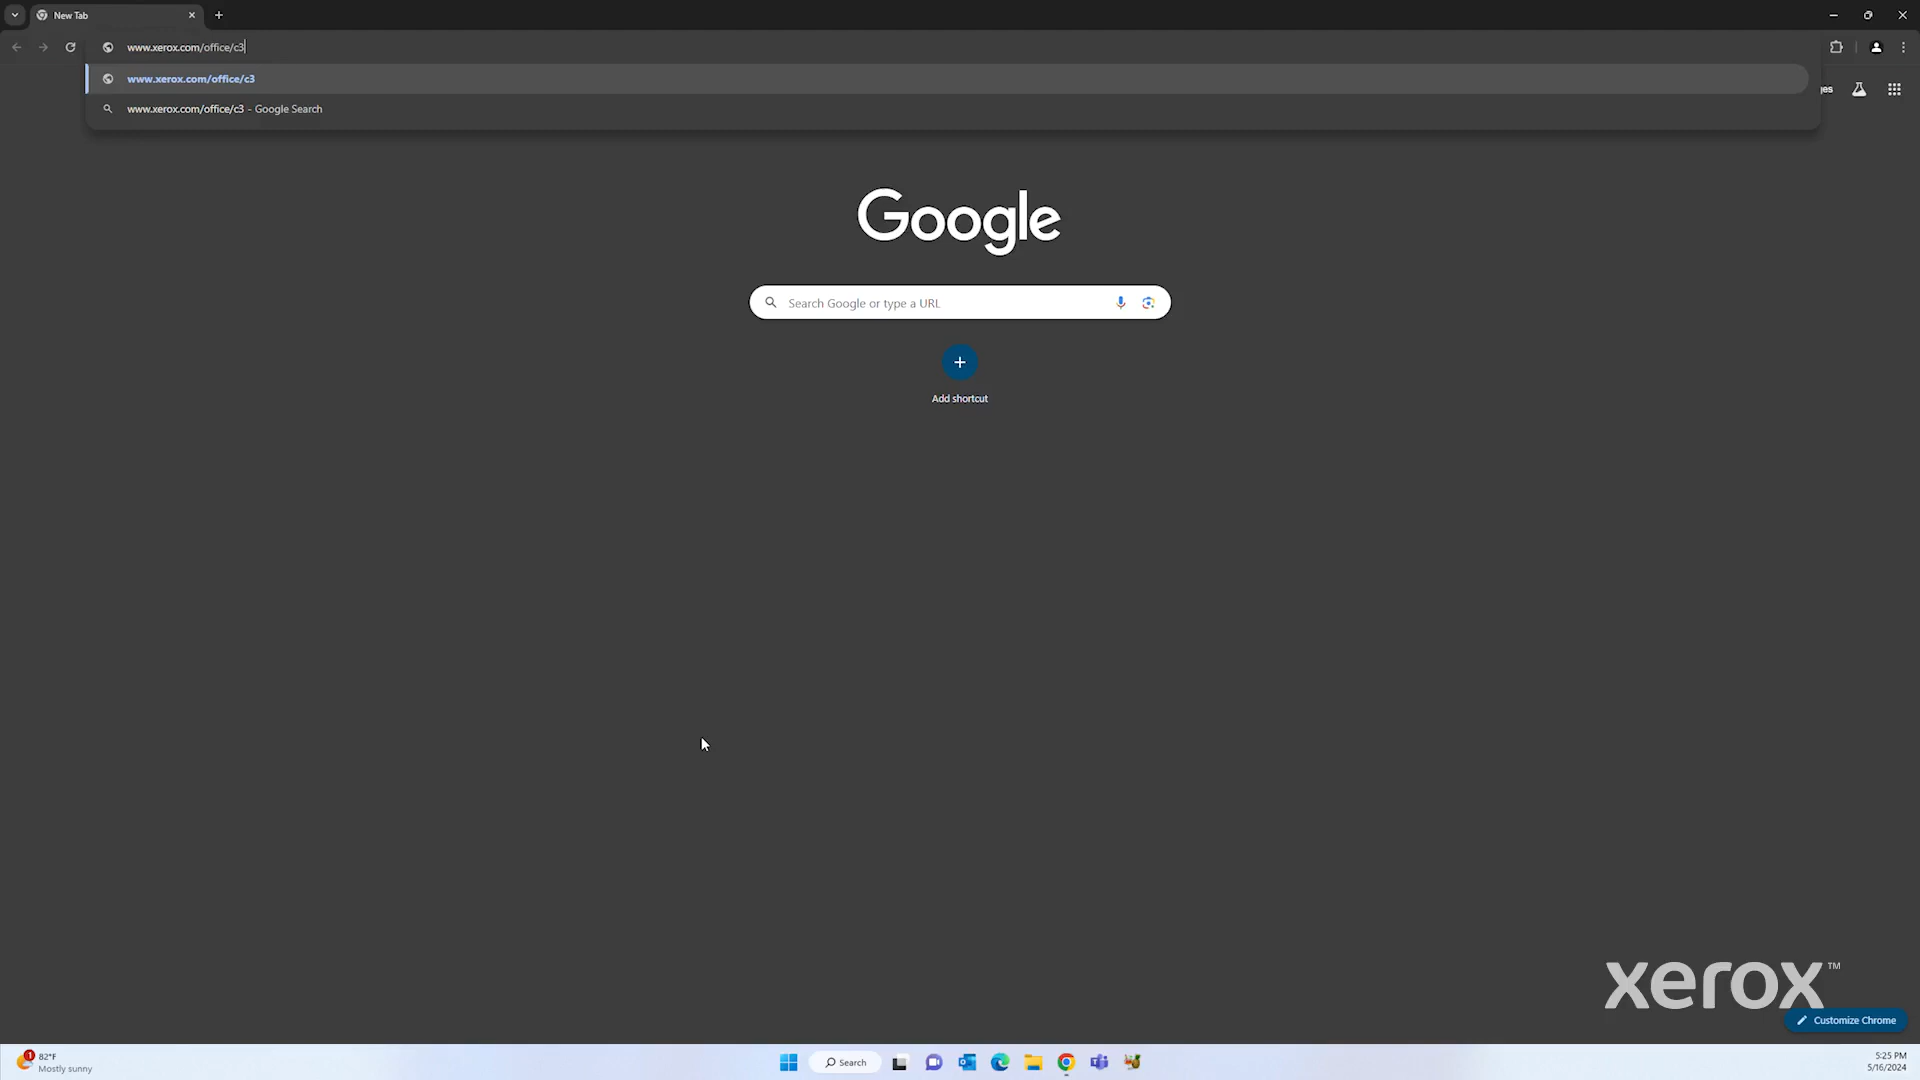 New Tab
www.xerox.com/office/c3
www.xerox.com/office/c3
www.xerox.com/office/c3 - Google Search
Google
Search Google or type a URL
Add shortcut
xerox™
Customize Chrome
1
82°F
Mostly sunny
Search
5:25 PM
5/16/2024